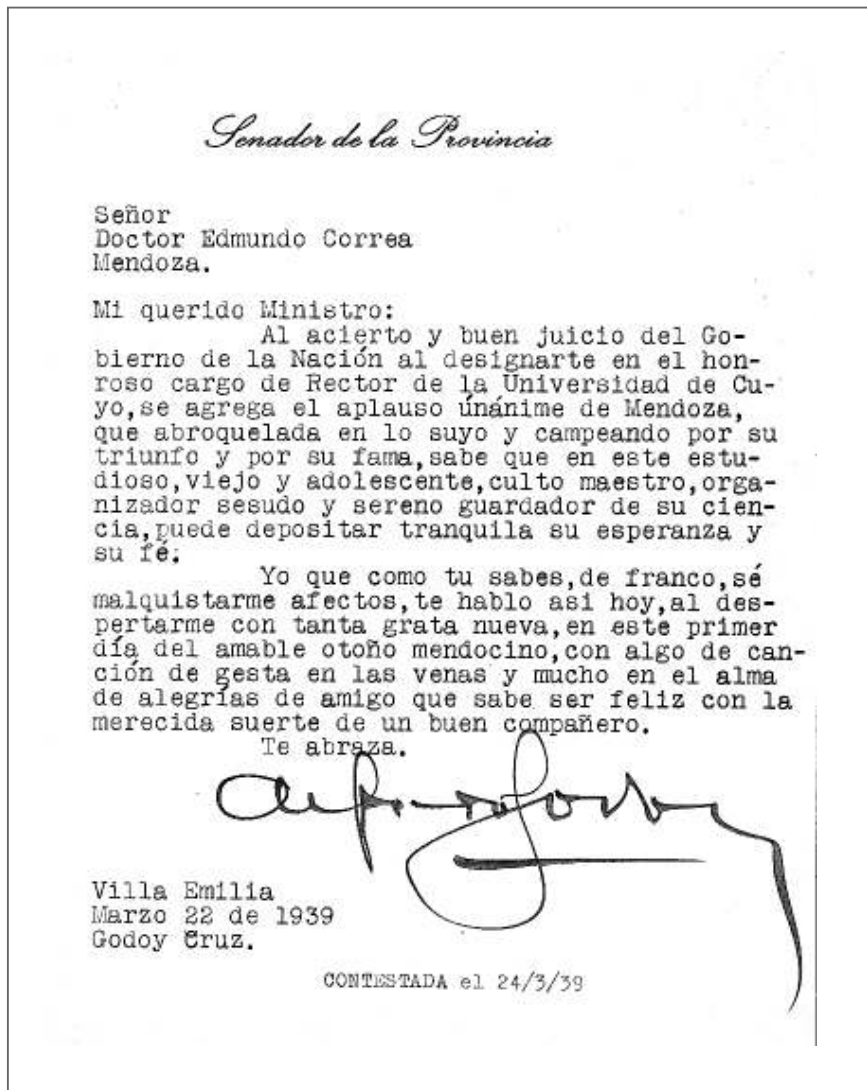 Senador de la Provincia
Señor
Doctor Edmundo Correa
Mendoza.
Mi querido Ministro:
Al acierto y buen juicio del Go-
bierno de la Nación al designarte en el hon-
roso cargo de Rector de la Universidad de Cu-
yo,se agrega el aplauso únánime de Mendoza,
que abroquelada en lo suyo y campeando por su
triunfo y por su fama,sabe que en este estu-
dioso,viejo y adolescente,culto maestro,orga-
nizador sesudo y sereno guardador de su cien-
cia,puede depositar tranquila su esperanza y
su fé.
Yo que como tu sabes,de franco,sé
malquistarme afectos,te hablo asi hoy,al des-
pertarme con tanta grata nueva,en este primer
día del amable otoño mendocino,con algo de can-
ción de gesta en las venas y mucho en el alma
de alegrías de amigo que sabe ser feliz con la
merecida suerte de un buen compañero.
Te abraza.
Villa Emilia
Marzo 22 de 1939
Godoy Cruz.
CONTESTADA el 24/3/39